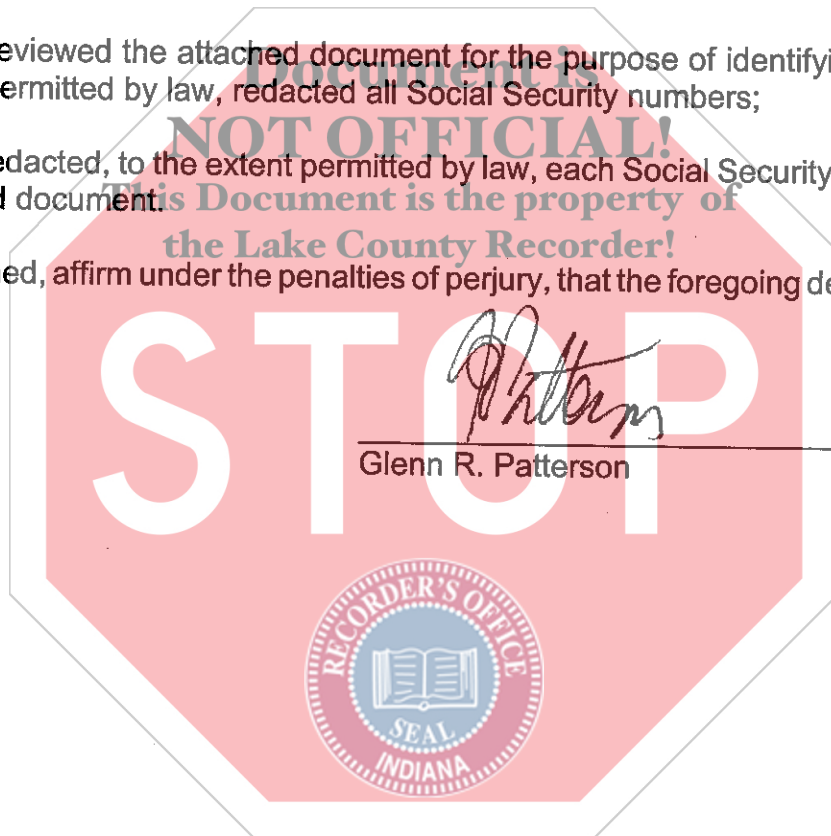 eviewed the attached document for the purpose of identifyi
Document is
ermitted by law, redacted all Social Security numbers;
NOT OFFICIAL!
edacted, to the extent permitted by law, each Social Security
d document.
This Document is the property of
the Lake County Recorder!
ed, affirm under the penalties of perjury, that the foregoing de
STOP
Patterson
Glenn R. Patterson
RECORDER'S OFFICE
SEAL
INDIANA